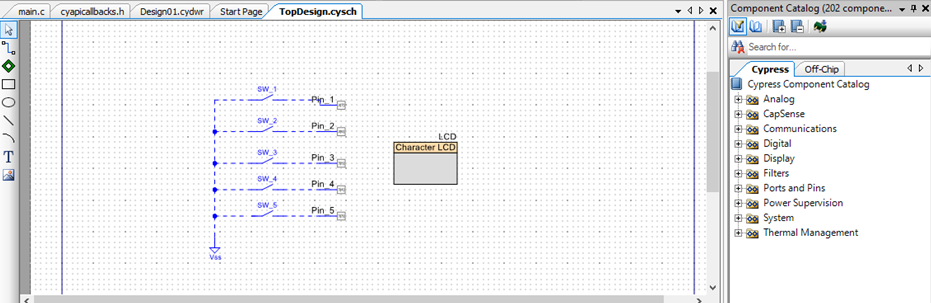 main.c cyapicallbacks.h Design01.cydwr Start Page TopDesign.cysch
Component Catalog (202 compone...
Search for...
Cypress Off-Chip
Cypress Component Catalog
Analog
CapSense
Communications
Digital
Display
Filters
Ports and Pins
Power Supervision
System
Thermal Management
SW_1 Pin_1
SW_2 Pin_2
SW_3 Pin_3
SW_4 Pin_4
SW_5 Pin_5
Vss
LCD
Character LCD
T